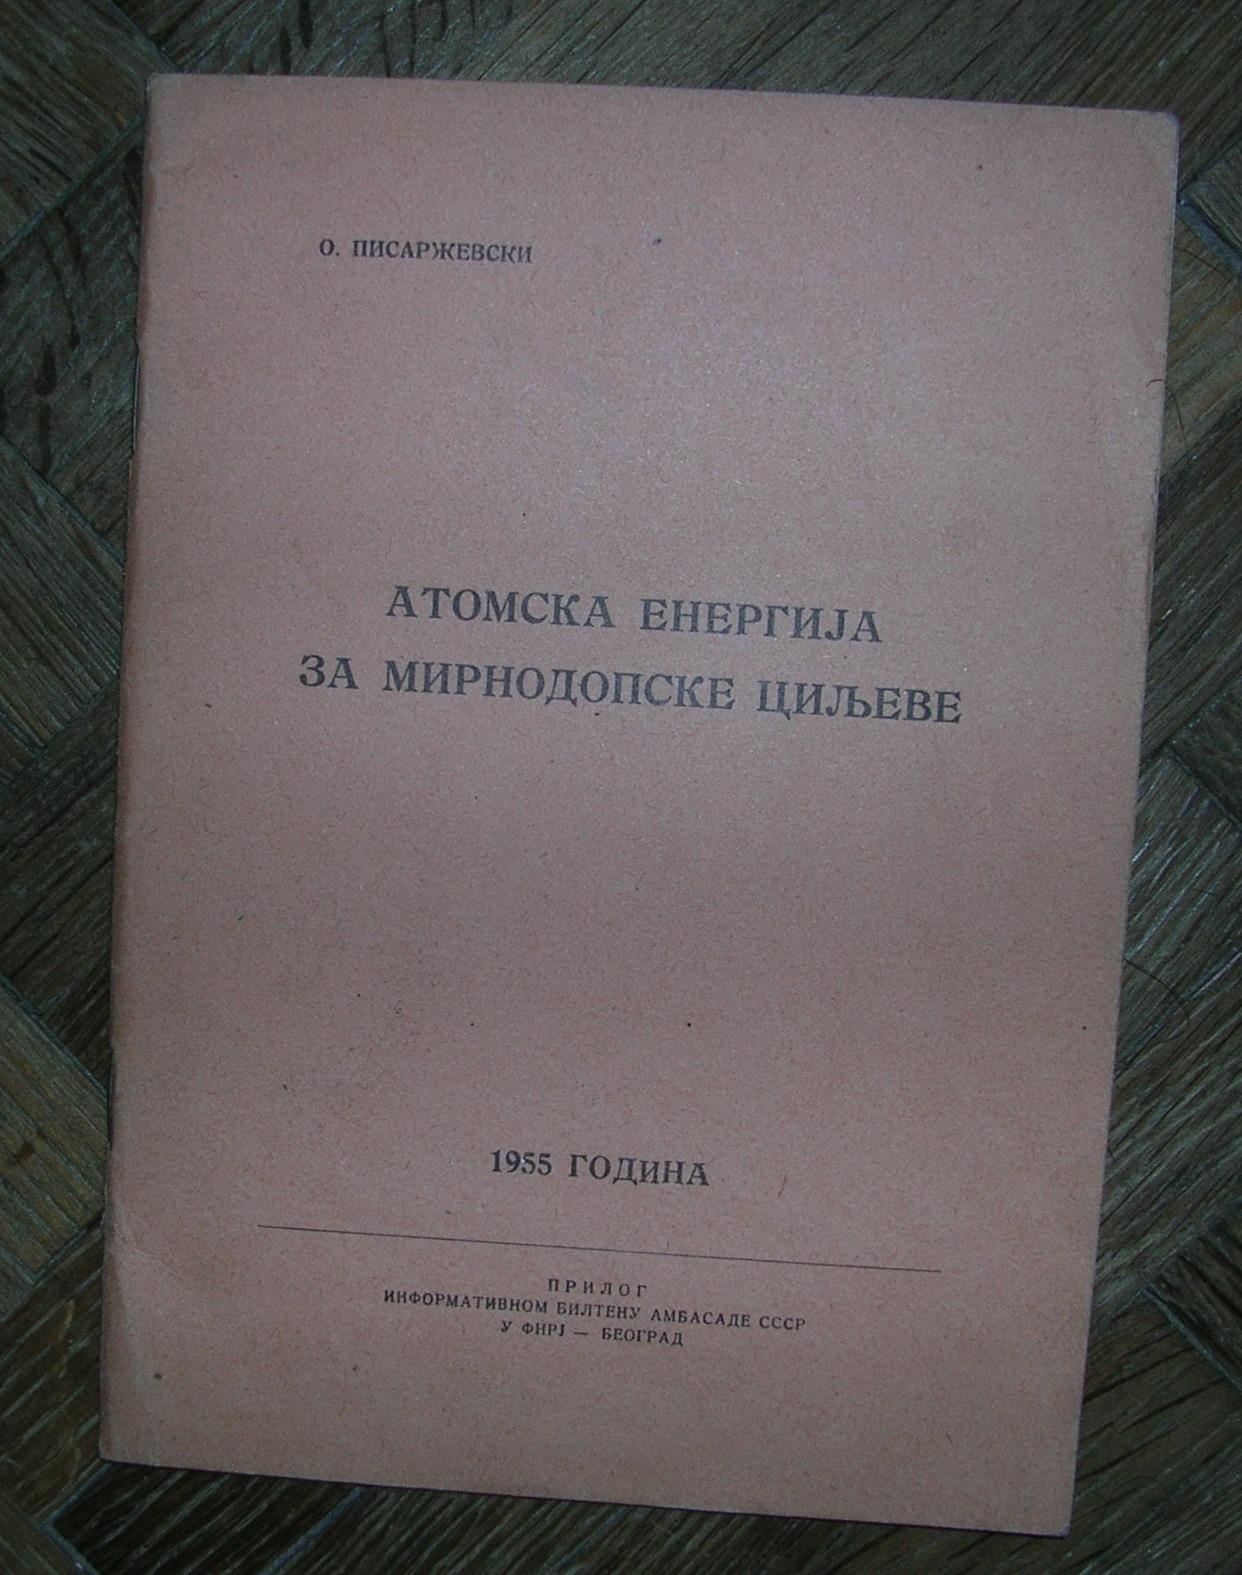 О. ПИСАРЖЕВСКИ
АТОМСКА ЕНЕРГИЈА
ЗА МИРНОДОПСКЕ ЦИЉЕВЕ
1955 ГОДИНА
ПРИЛОГ
ИНФОРМАТИВНОМ БИЛТЕНУ АМБАСАДЕ СССР
У ФНРЈ — БЕОГРАД